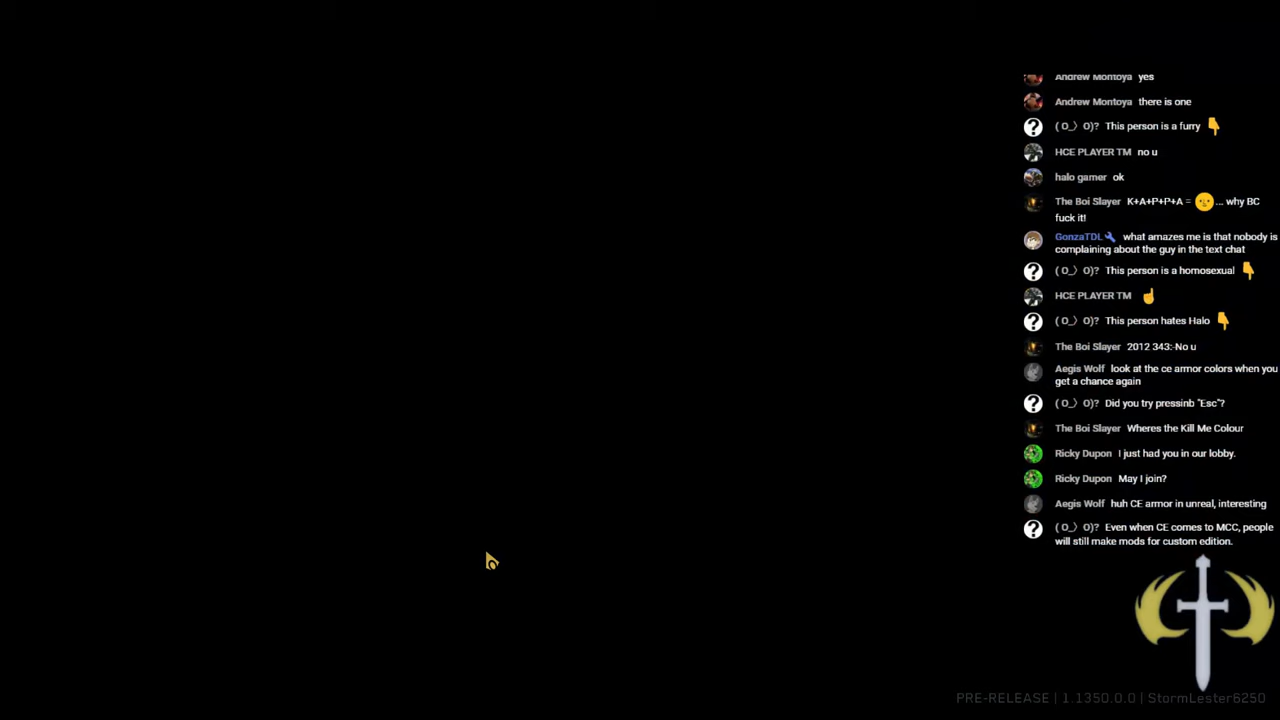 Andrew Montoya yes
Andrew Montoya there is one
( O_〉 O)? This person is a furry 👇
HCE PLAYER TM no u
halo gamer ok
The Boi Slayer K+A+P+P+A = 🌝 ... why BC
fuck it!
GonzaTDL what amazes me is that nobody is
complaining about the guy in the text chat
( O_〉 O)? This person is a homosexual 👇
HCE PLAYER TM ☝
( O_〉 O)? This person hates Halo 👇
The Boi Slayer 2012 343:-No u
Aegis Wolf look at the ce armor colors when you
get a chance again
( O_〉 O)? Did you try pressinb "Esc"?
The Boi Slayer Wheres the Kill Me Colour
Ricky Dupon I just had you in our lobby.
Ricky Dupon May I join?
Aegis Wolf huh CE armor in unreal, interesting
( O_〉 O)? Even when CE comes to MCC, people
will still make mods for custom edition.
PRE-RELEASE | 1.1350.0.0 | StormLester6250